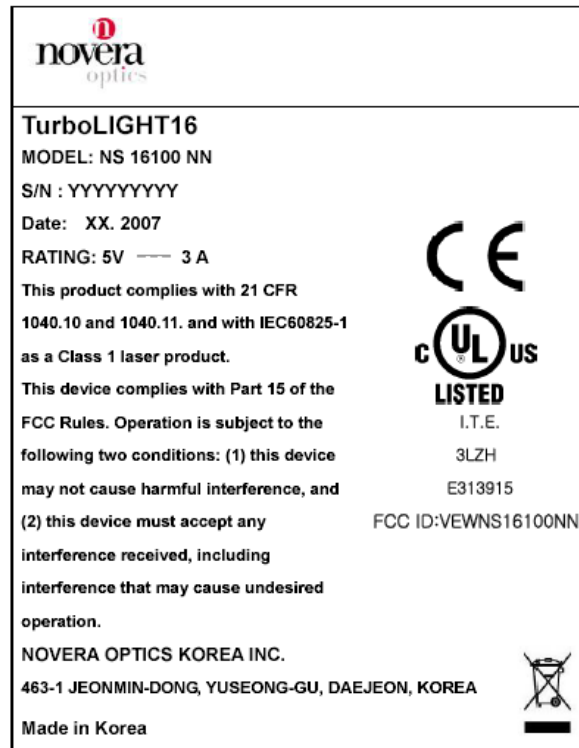 novera
optics
TurboLIGHT16
MODEL: NS 16100 NN
S/N : YYYYYYYYY
Date: XX. 2007
RATING: 5V ⎓ 3 A
This product complies with 21 CFR
1040.10 and 1040.11. and with IEC60825-1
as a Class 1 laser product.
This device complies with Part 15 of the
FCC Rules. Operation is subject to the
following two conditions: (1) this device
may not cause harmful interference, and
(2) this device must accept any
interference received, including
interference that may cause undesired
operation.
CE
C UL US
®
LISTED
I.T.E.
3LZH
E313915
FCC ID:VEWNS16100NN
NOVERA OPTICS KOREA INC.
463-1 JEONMIN-DONG, YUSEONG-GU, DAEJEON, KOREA
Made in Korea